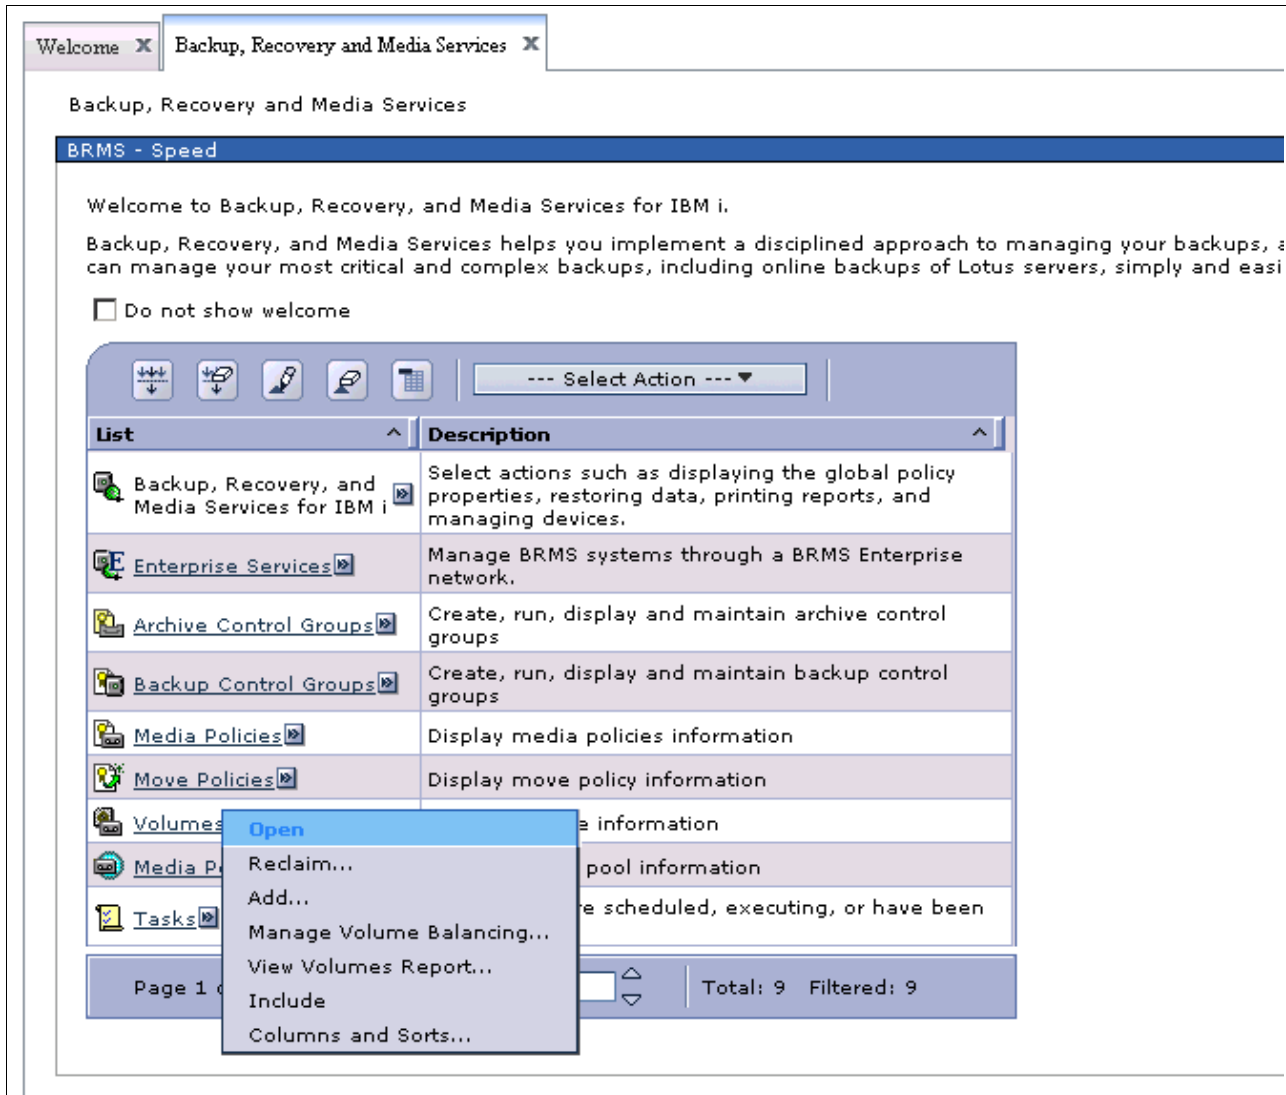 Welcome X Backup, Recovery and Media Services X
Backup, Recovery and Media Services
BRMS - Speed
Welcome to Backup, Recovery, and Media Services for IBM i.
Backup, Recovery, and Media Services helps you implement a disciplined approach to managing your backups,
can manage your most critical and complex backups, including online backups of Lotus servers, simply and easi
Do not show welcome
--- Select Action ---
List Description
Backup, Recovery, and
Media Services for IBM i
Select actions such as displaying the global policy
properties, restoring data, printing reports, and
managing devices.
Enterprise Services
Manage BRMS systems through a BRMS Enterprise
network.
Archive Control Groups
Create, run, display and maintain archive control
groups
Backup Control Groups
Create, run, display and maintain backup control
groups
Media Policies Display media policies information
Move Policies Display move policy information
Volumes information
Media pool information
Tasks scheduled, executing, or have been
Open
Reclaim...
Add...
Manage Volume Balancing...
View Volumes Report...
Include
Columns and Sorts...
Page 1 Total: 9 Filtered: 9